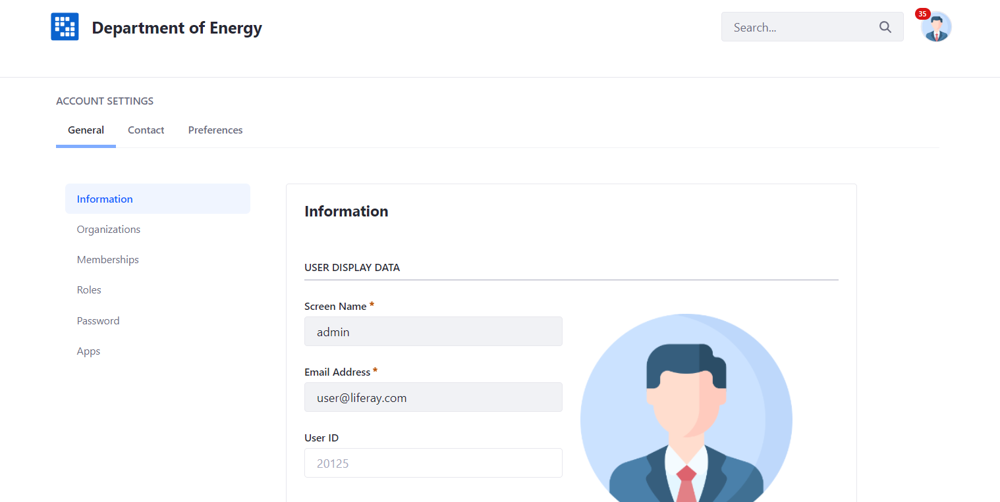 Department of Energy
Search...
35
ACCOUNT SETTINGS
General Contact Preferences
Information
Organizations
Memberships
Roles
Password
Apps
Information
USER DISPLAY DATA
Screen Name *
admin
Email Address *
user@liferay.com
User ID
20125